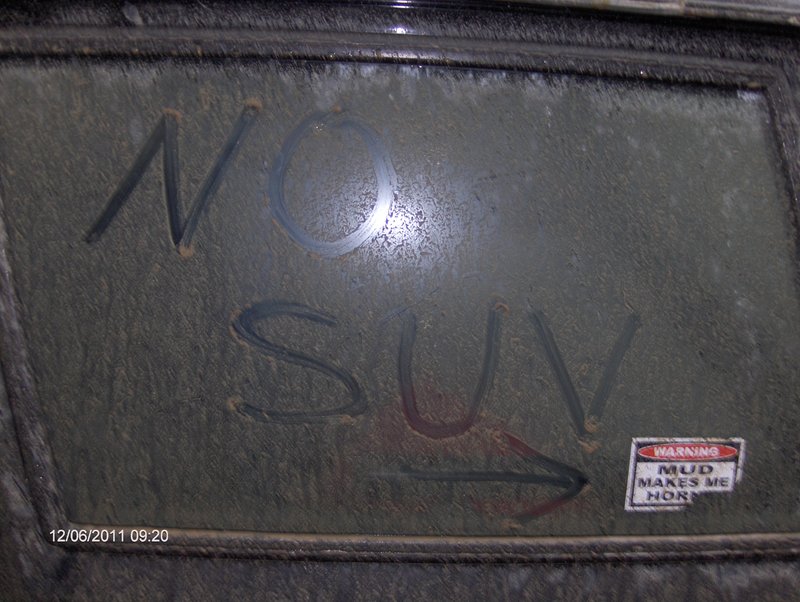 NO
SUV
WARNING
MUD
MAKES ME
12/06/2011 09:20